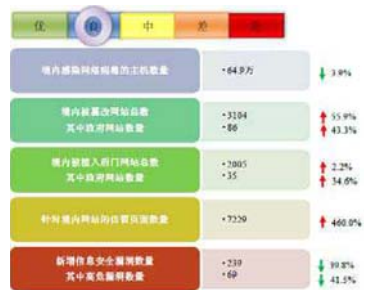 优 良 中 差 危
境内感染网络病毒的主机数量
•64.9万
3.9%
境内被篡改网站总数
其中政府网站数量
•3104
•86
55.9%
43.3%
境内被植入后门网站总数
其中政府网站数量
•2005
•35
2.2%
34.6%
针对境内网站的仿冒页面数量
•7229
460.0%
新增信息安全漏洞数量
其中高危漏洞数量
•239
•69
39.8%
41.5%